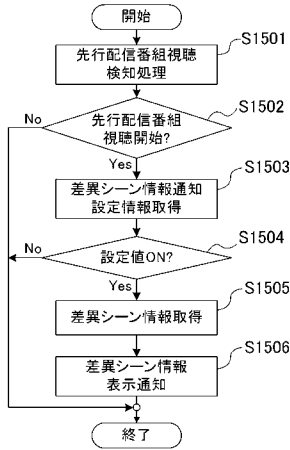 開始
先行配信番組視聴
検知処理
S1501
先行配信番組
視聴開始?
S1502
No
Yes
差異シーン情報通知
設定情報取得
S1503
設定値ON?
S1504
No
Yes
差異シーン情報取得
S1505
差異シーン情報
表示通知
S1506
終了